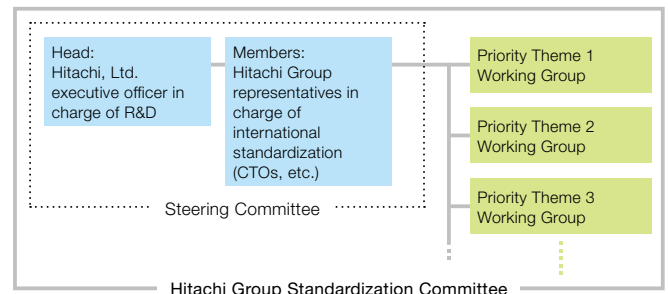 Head:
Hitachi, Ltd.
executive officer in
charge of R&D
Members:
Hitachi Group
representatives in
charge of
international
standardization
(CTOs, etc.)
Steering Committee
Priority Theme 1
Working Group
Priority Theme 2
Working Group
Priority Theme 3
Working Group
Hitachi Group Standardization Committee